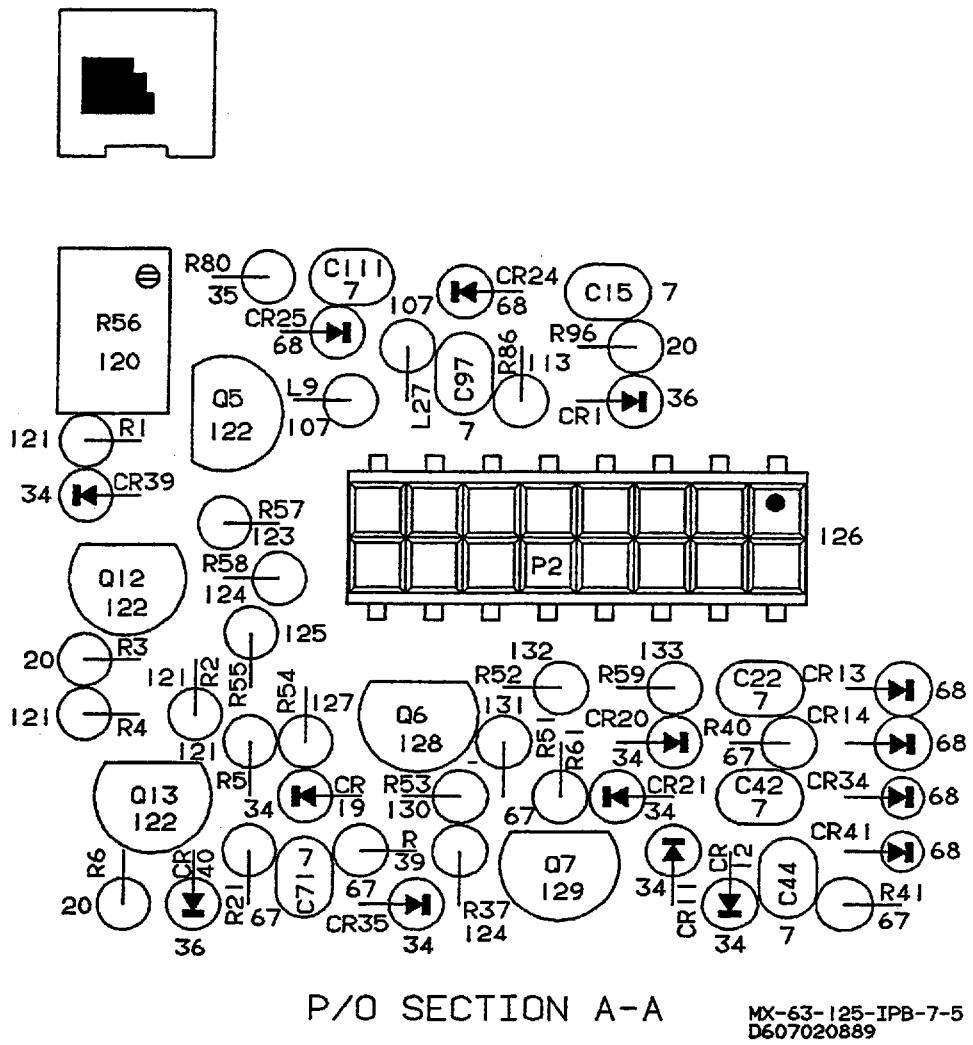 R80
35
C111
7
CR24
68
C15
7
R56
120
CR25
68
107
R86
113
R96
20
Q5
122
L9
107
L27
C97
7
CR1
36
121
R1
34
CR39
R57
123
126
P2
Q12
122
R58
124
125
20
R3
121
R2
R55
R54
127
132
R52
133
R59
C22
7
CR13
68
121
R4
121
R5
Q6
128
131
R51
R61
CR20
34
R40
67
CR14
68
Q13
122
34
CR
19
R53
130
67
CR21
34
C42
7
CR34
68
R6
20
CR
40
36
R21
67
C71
7
R
39
67
CR35
34
R37
124
Q7
129
34
CR11
CR
12
34
C44
7
CR41
68
R41
67
P/O SECTION A-A
MX-63-125-IPB-7-5
D607020889